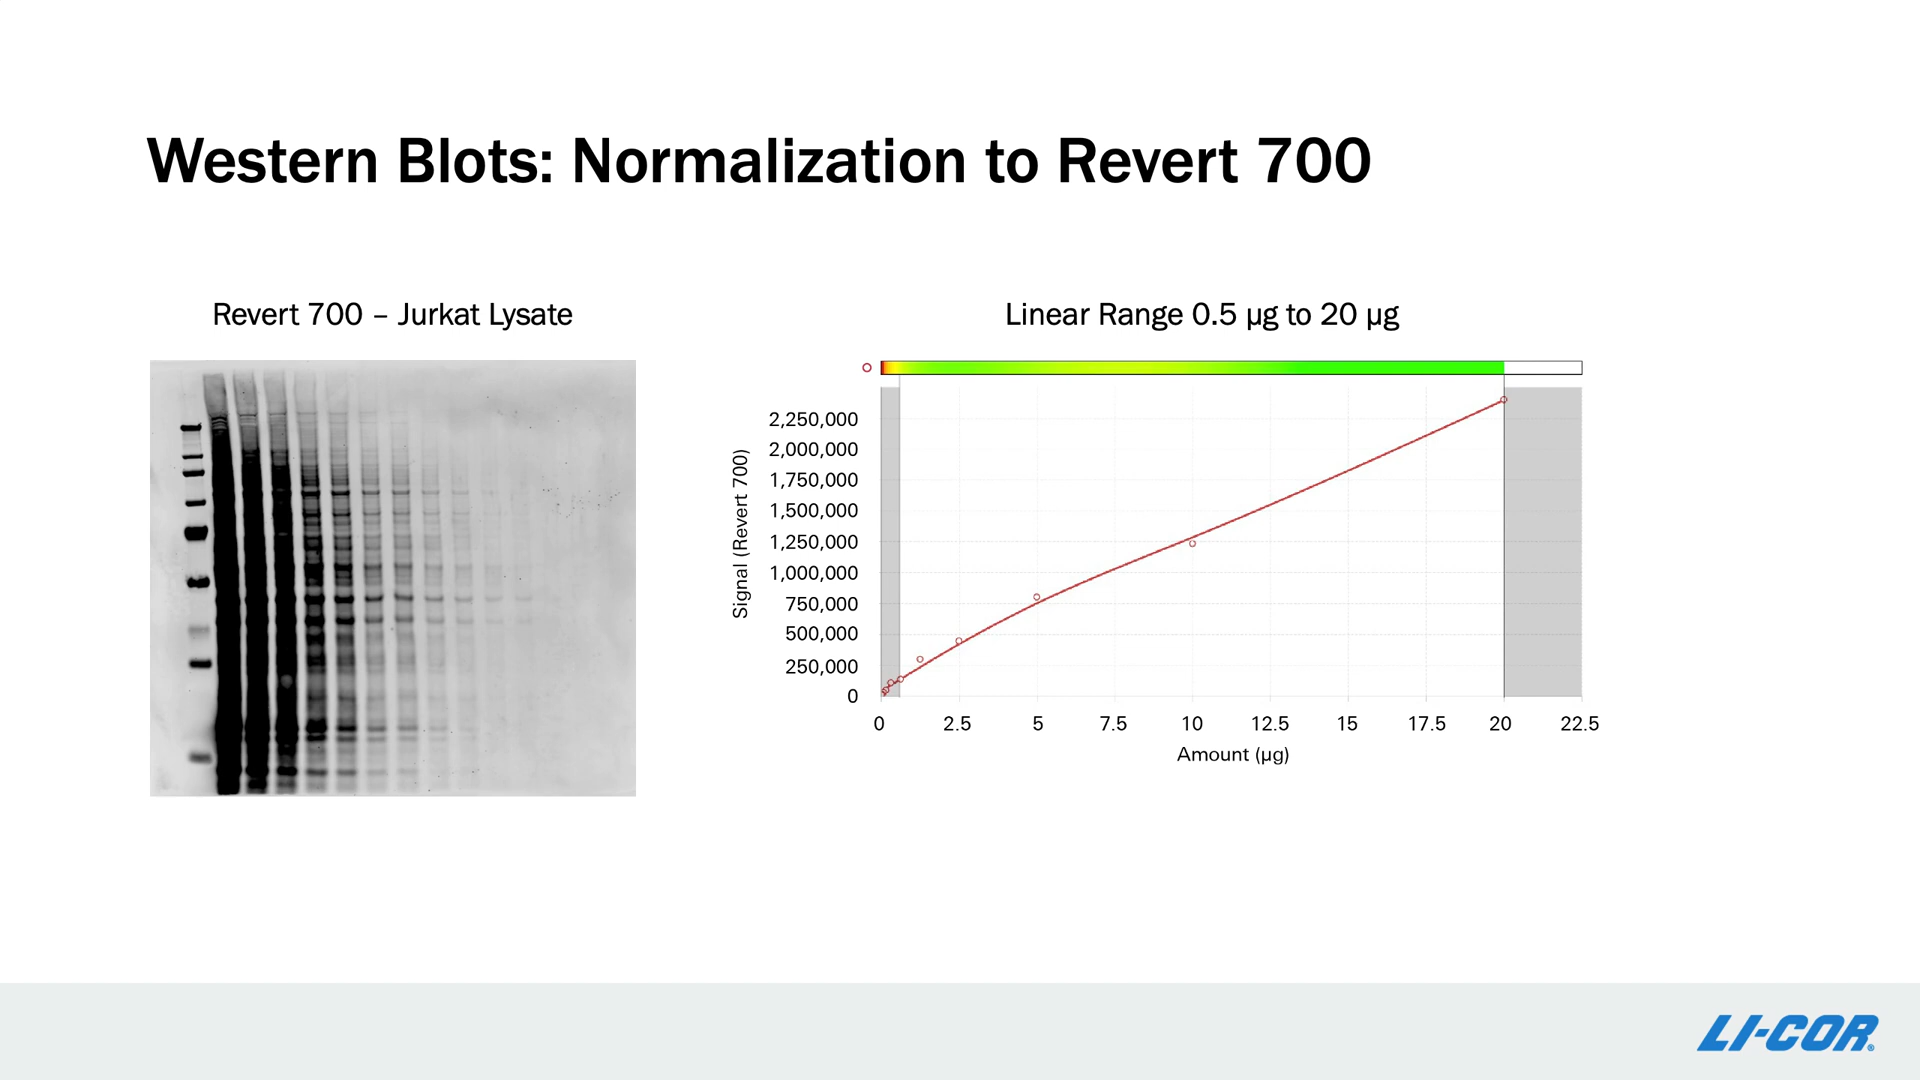 Western Blots: Normalization to Revert 700
Revert 700 – Jurkat Lysate
Linear Range 0.5 µg to 20 µg
Signal (Revert 700)
2,250,000
2,000,000
1,750,000
1,500,000
1,250,000
1,000,000
750,000
500,000
250,000
0
0 2.5 5 7.5 10 12.5 15 17.5 20 22.5
Amount (µg)
LI-COR®